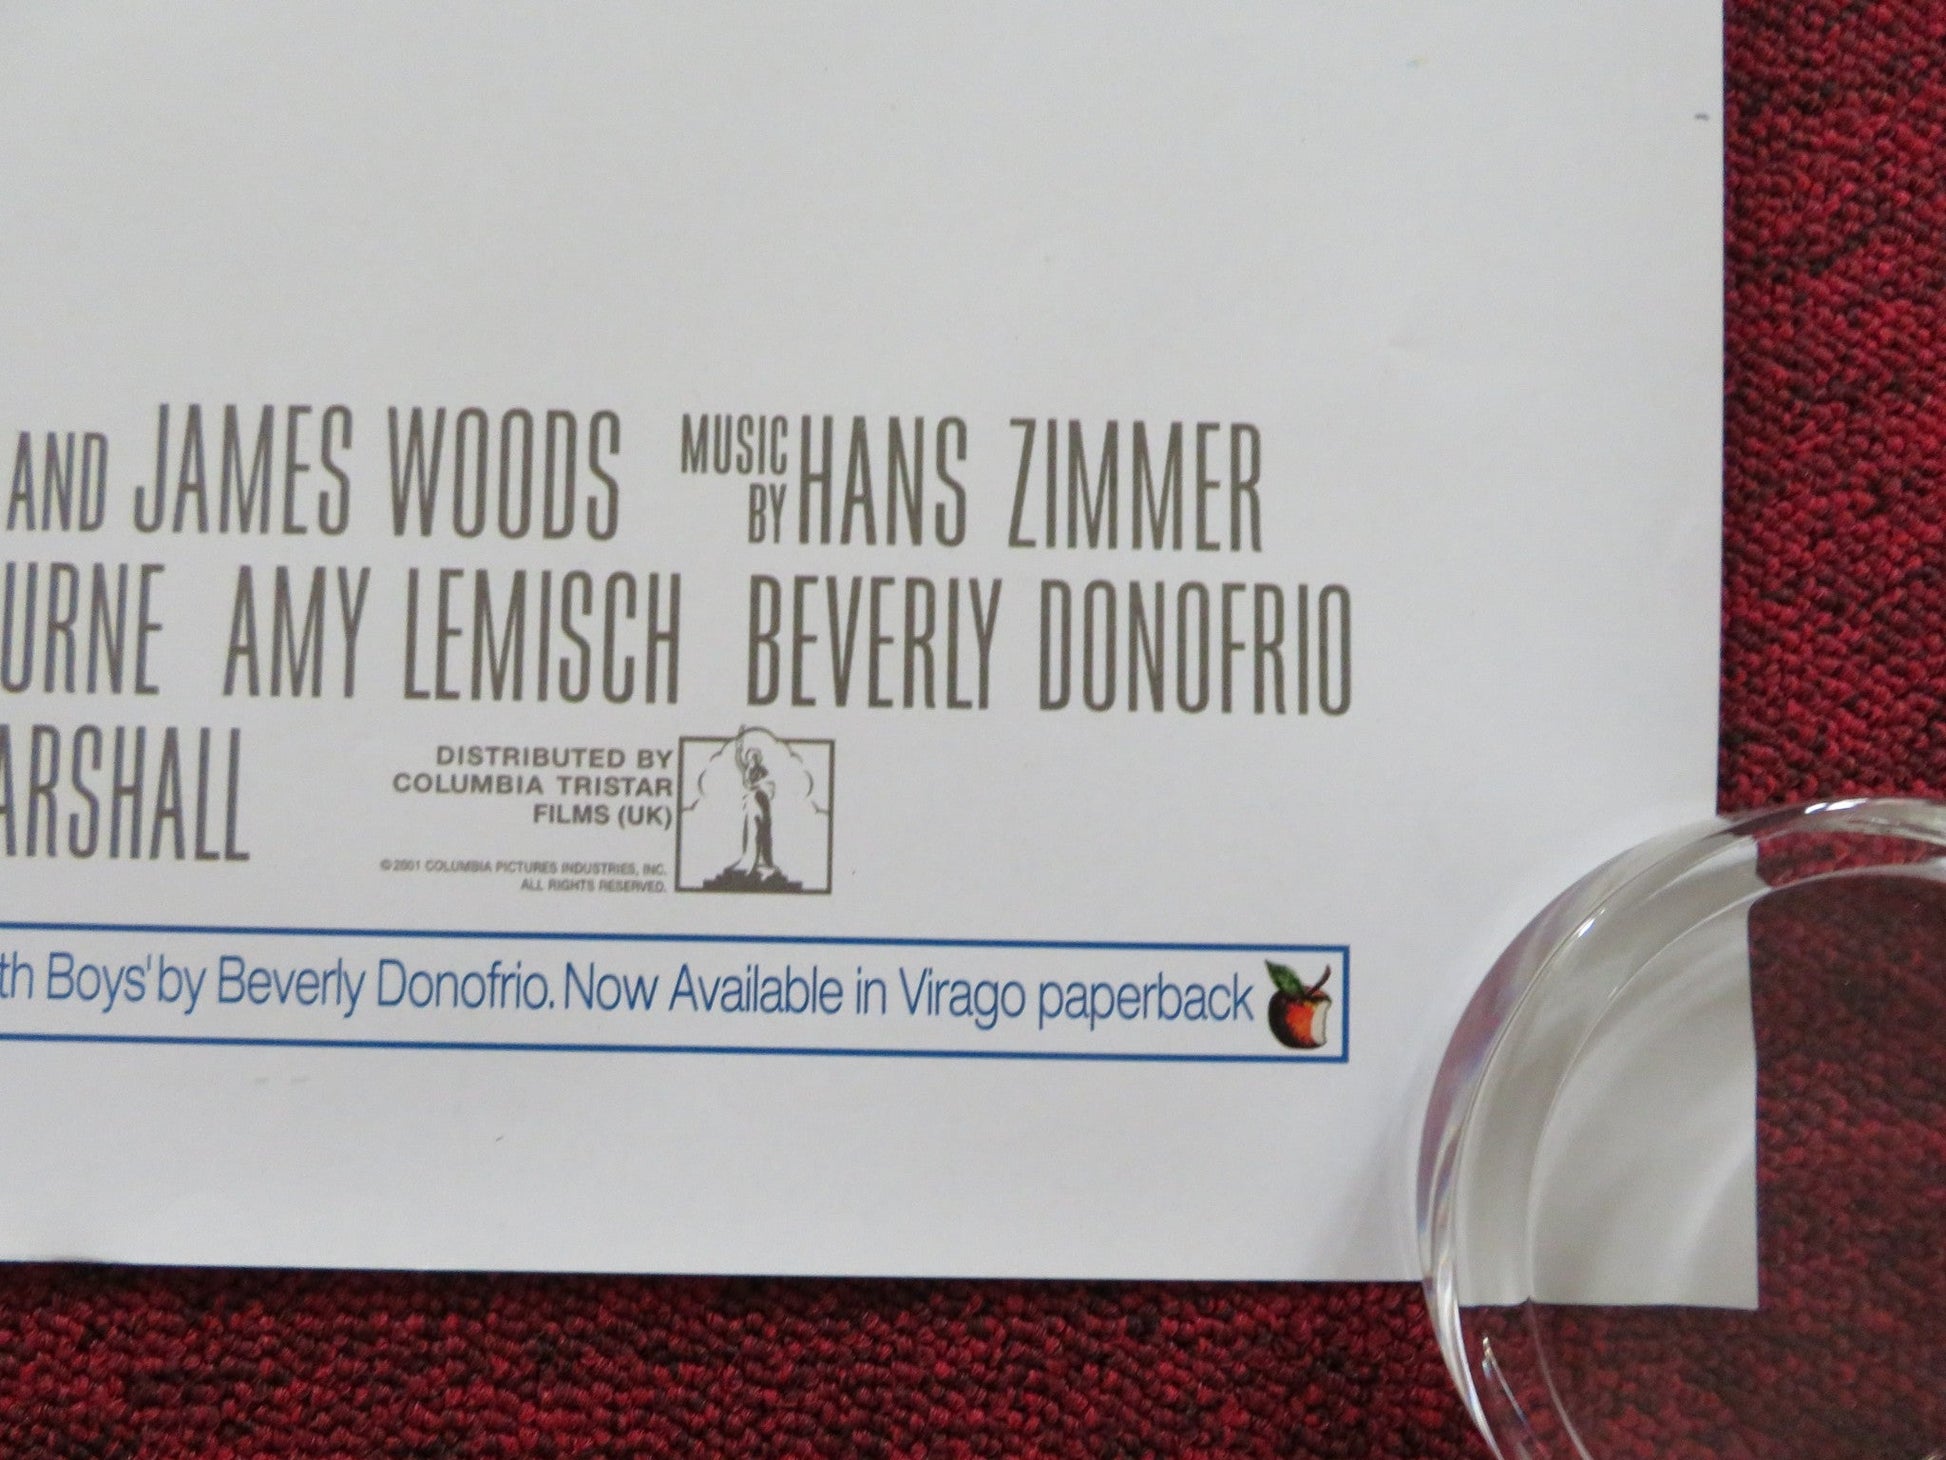 AND JAMES WOODS MUSIC BY HANS ZIMMER
URNE AMY LEMISCH BEVERLY DONOFRIO
ARSHALL
DISTRIBUTED BY
COLUMBIA TRISTAR
FILMS (UK)
©2001 COLUMBIA PICTURES INDUSTRIES, INC.
ALL RIGHTS RESERVED.
th Boys' by Beverly Donofrio. Now Available in Virago paperback